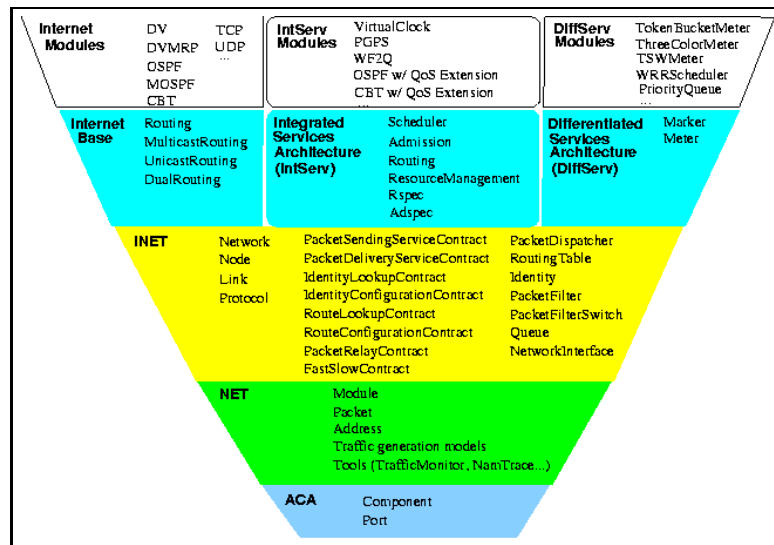 Internet Modules
DV
DVMRP
OSPF
MOSPF
CBT
TCP
UDP
...
IntServ Modules
VirtualClock
PGPS
WF2Q
OSPF w/ QoS Extension
CBT w/ QoS Extension
...
DiffServ Modules
TokenBucketMeter
ThreeColorMeter
TSWMeter
WRRScheduler
PriorityQueue
...
Internet Base
Routing
MulticastRouting
UnicastRouting
DualRouting
Integrated
Services
Architecture
(IntServ)
Scheduler
Admission
Routing
ResourceManagement
Rspec
Adspec
Differentiated
Services
Architecture
(DiffServ)
Marker
Meter
INET
Network
Node
Link
Protocol
PacketSendingServiceContract
PacketDeliveryServiceContract
IdentityLookupContract
IdentityConfigurationContract
RouteLookupContract
RouteConfigurationContract
PacketRelayContract
FastSlowContract
PacketDispatcher
RoutingTable
Identity
PacketFilter
PacketFilterSwitch
Queue
NetworkInterface
NET
Module
Packet
Address
Traffic generation models
Tools (TrafficMonitor, NamTrace...)
ACA
Component
Port